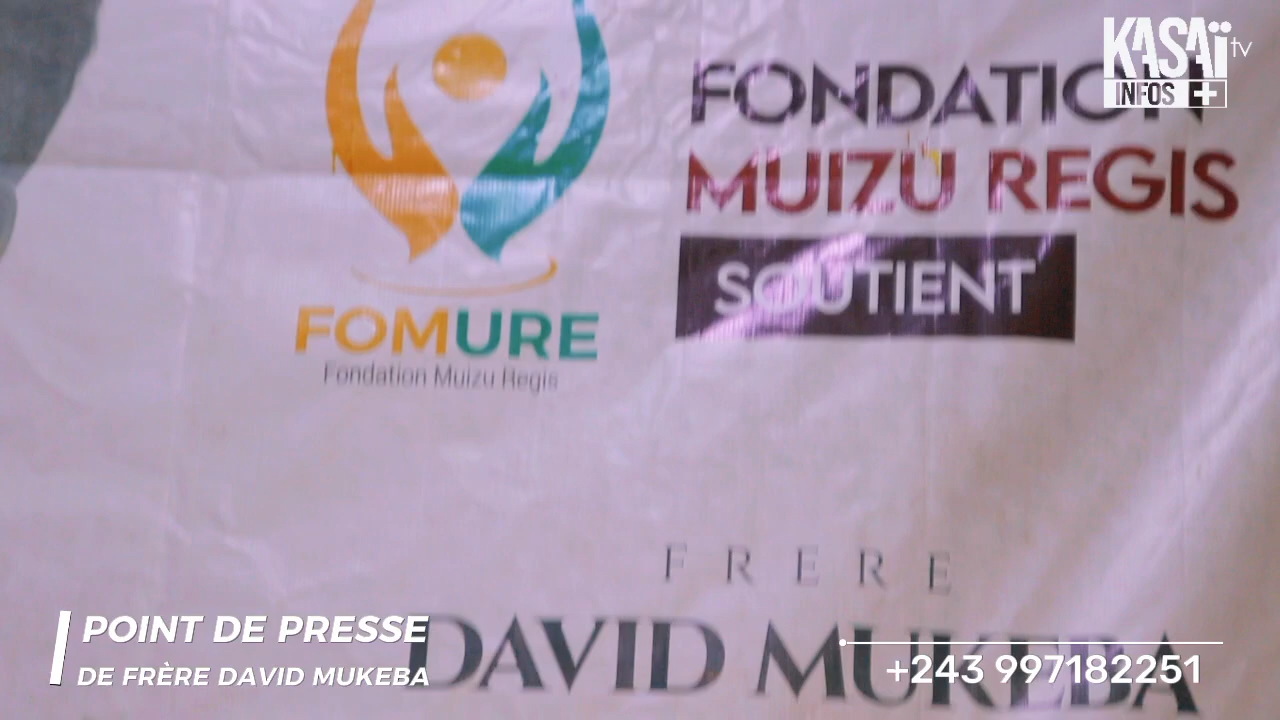 KASAÏ tv
INFOS +
FONDATION
MUIZU REGIS
SOUTIENT
FOMURE
Fondation Muizu Regis
FRERE
DAVID MUKEBA
POINT DE PRESSE
DE FRÈRE DAVID MUKEBA
+243 997182251